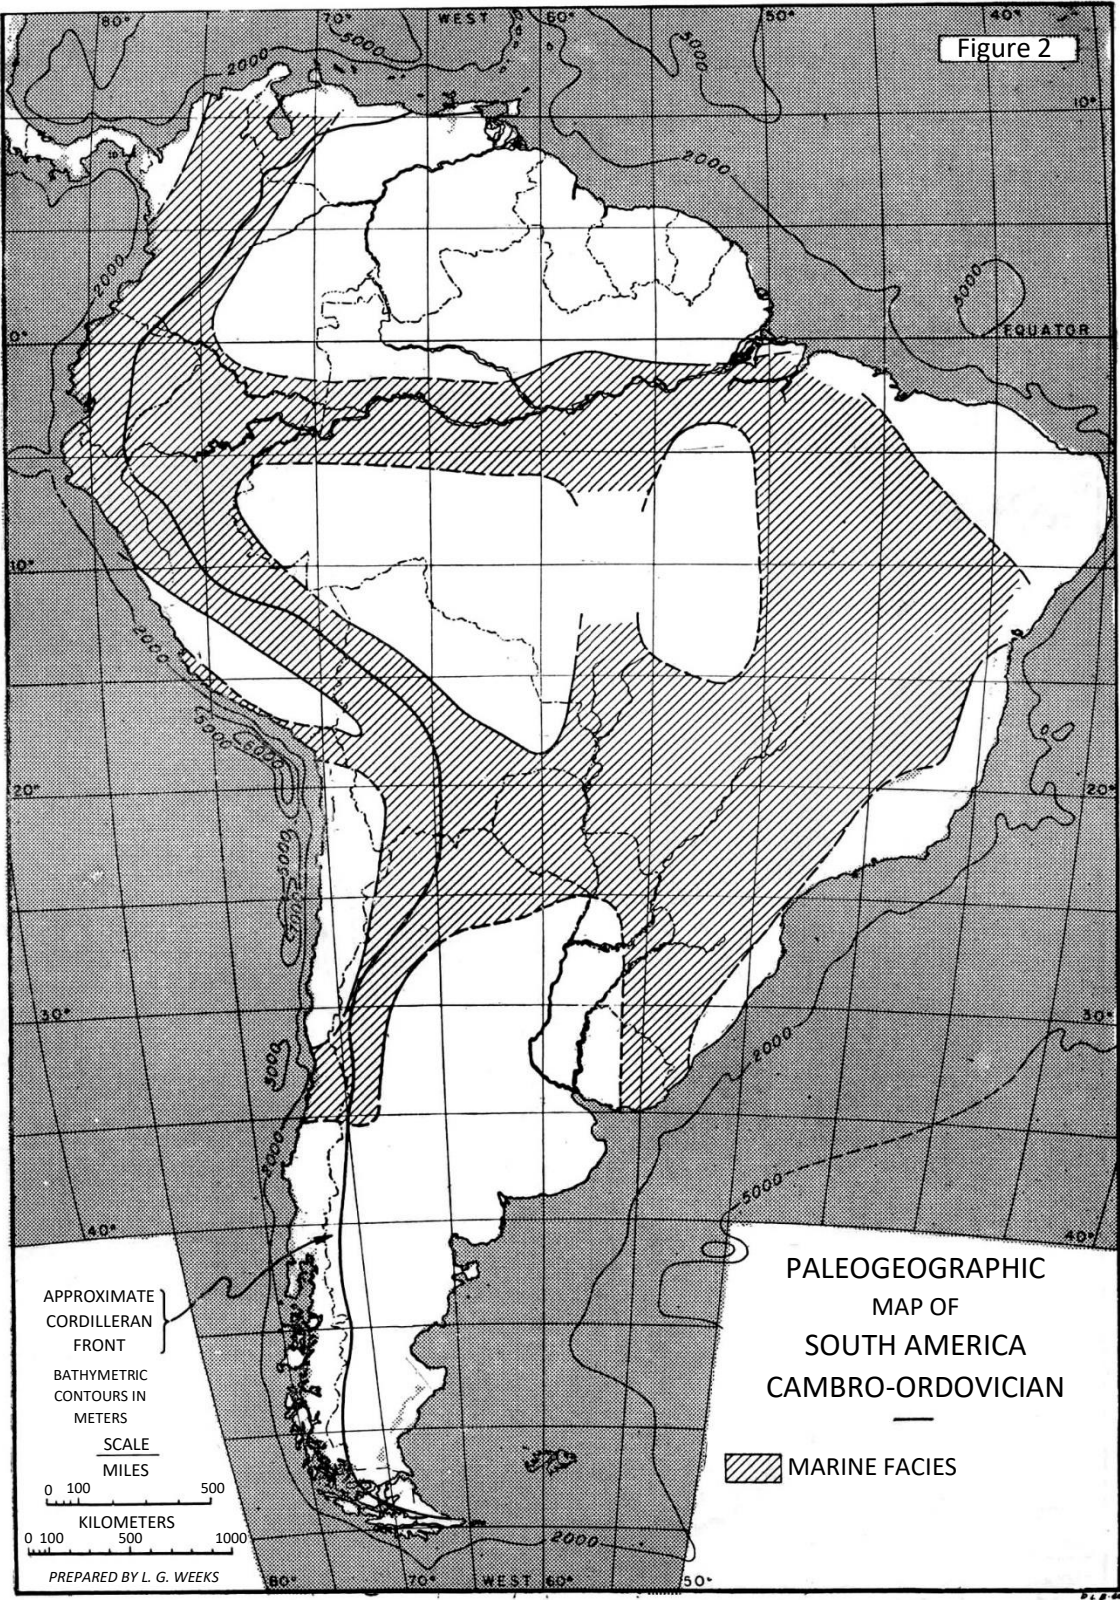 80°
70°
WEST
60°
50°
40°
Figure 2
5000
2000
5000
10°
2000
2000
5000
0°
EQUATOR
10°
2000
5000
6000
20°
20°
5000
7000
30°
30°
5000
2000
2000
5000
40°
40°
APPROXIMATE
CORDILLERAN
FRONT
BATHYMETRIC
CONTOURS IN
METERS
SCALE
MILES
0 100 500
KILOMETERS
0 100 500 1000
PREPARED BY L. G. WEEKS
PALEOGEOGRAPHIC
MAP OF
SOUTH AMERICA
CAMBRO-ORDOVICIAN
MARINE FACIES
2000
80°
70°
WEST
60°
50°